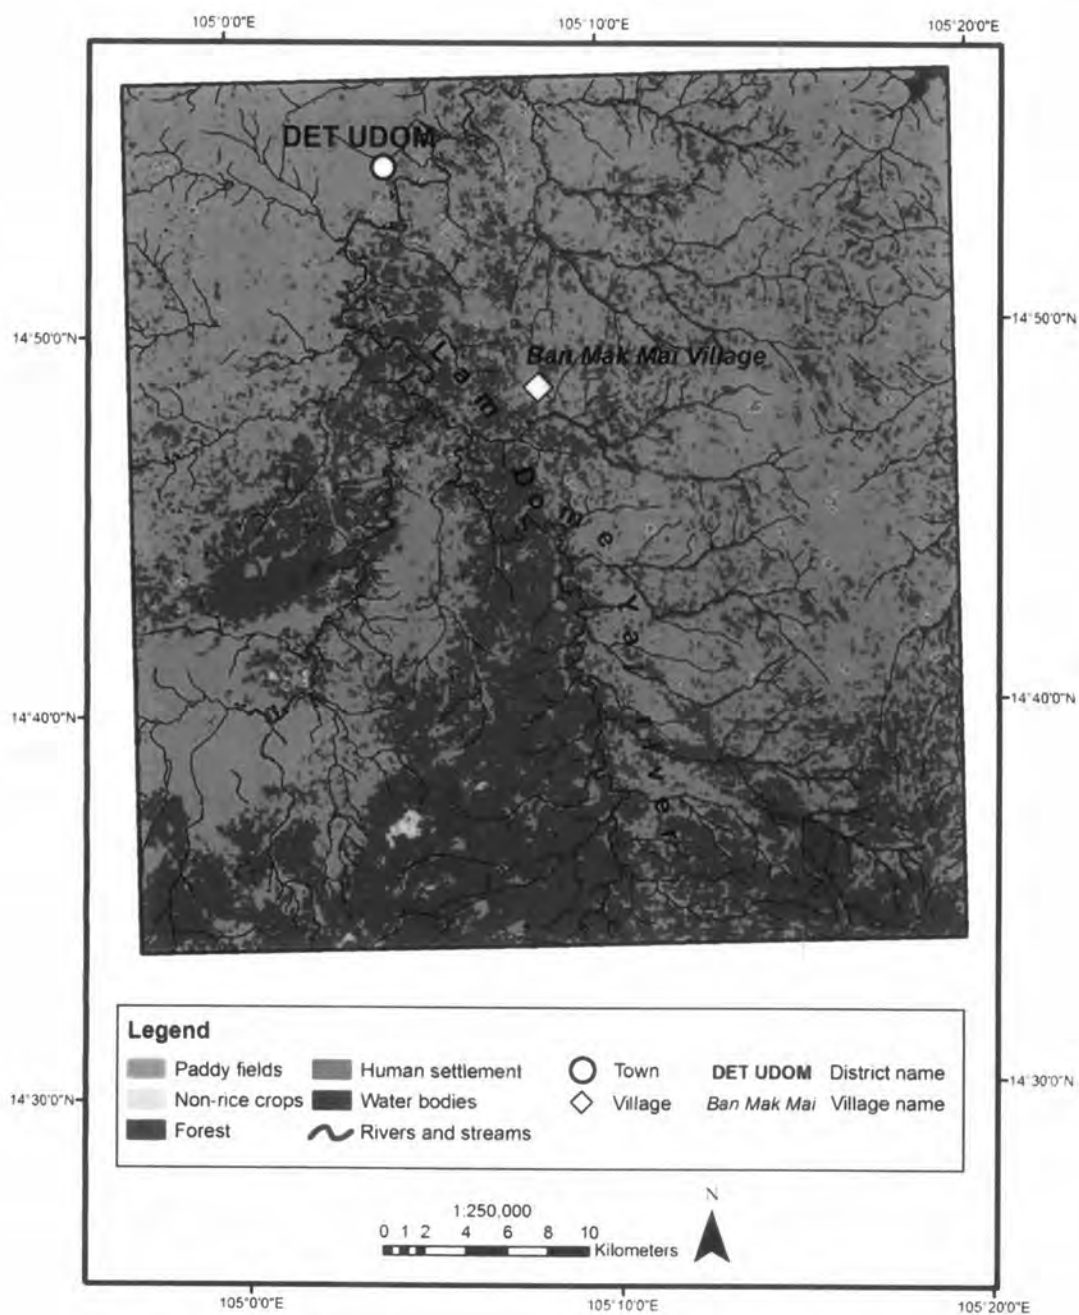 105°0'0"E 105°10'0"E 105°20'0"E
DET UDOM
14°50'0"N 14°50'0"N
Ban Mak Mai Village
Lam Dom
Yai River
14°40'0"N 14°40'0"N
Legend
Paddy fields
Non-rice crops
Forest
Human settlement
Water bodies
Rivers and streams
Town
Village
DET UDOM District name
Ban Mak Mai Village name
14°30'0"N 14°30'0"N
1:250,000
0 1 2 4 6 8 10
Kilometers
N
105°0'0"E 105°10'0"E 105°20'0"E